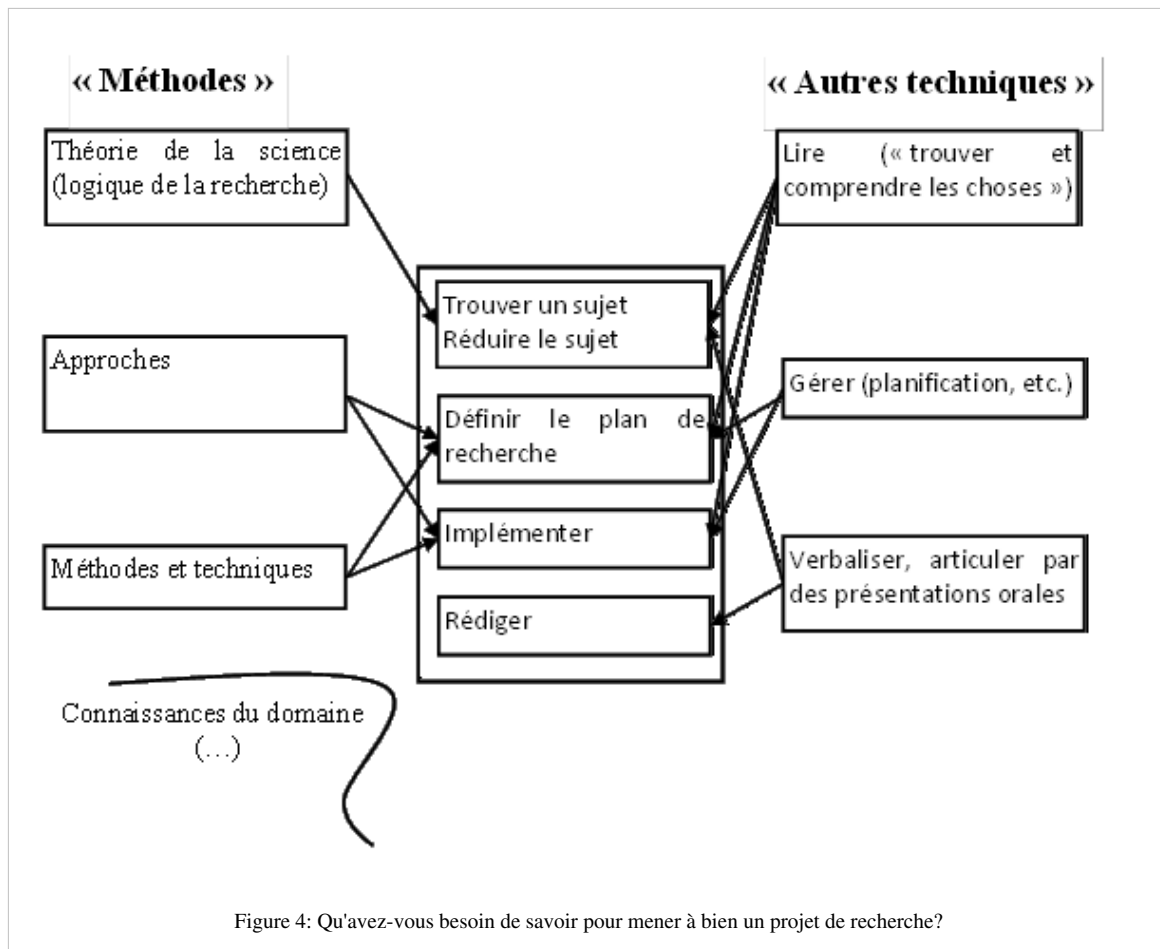 « Méthodes »
Théorie de la science
(logique de la recherche)
Approches
Méthodes et techniques
Connaissances du domaine
(…)
Trouver un sujet
Réduire le sujet
Définir le plan de
recherche
Implémenter
Rédiger
« Autres techniques »
Lire (« trouver et
comprendre les choses »)
Gérer (planification, etc.)
Verbaliser, articuler par
des présentations orales
Figure 4: Qu'avez-vous besoin de savoir pour mener à bien un projet de recherche?